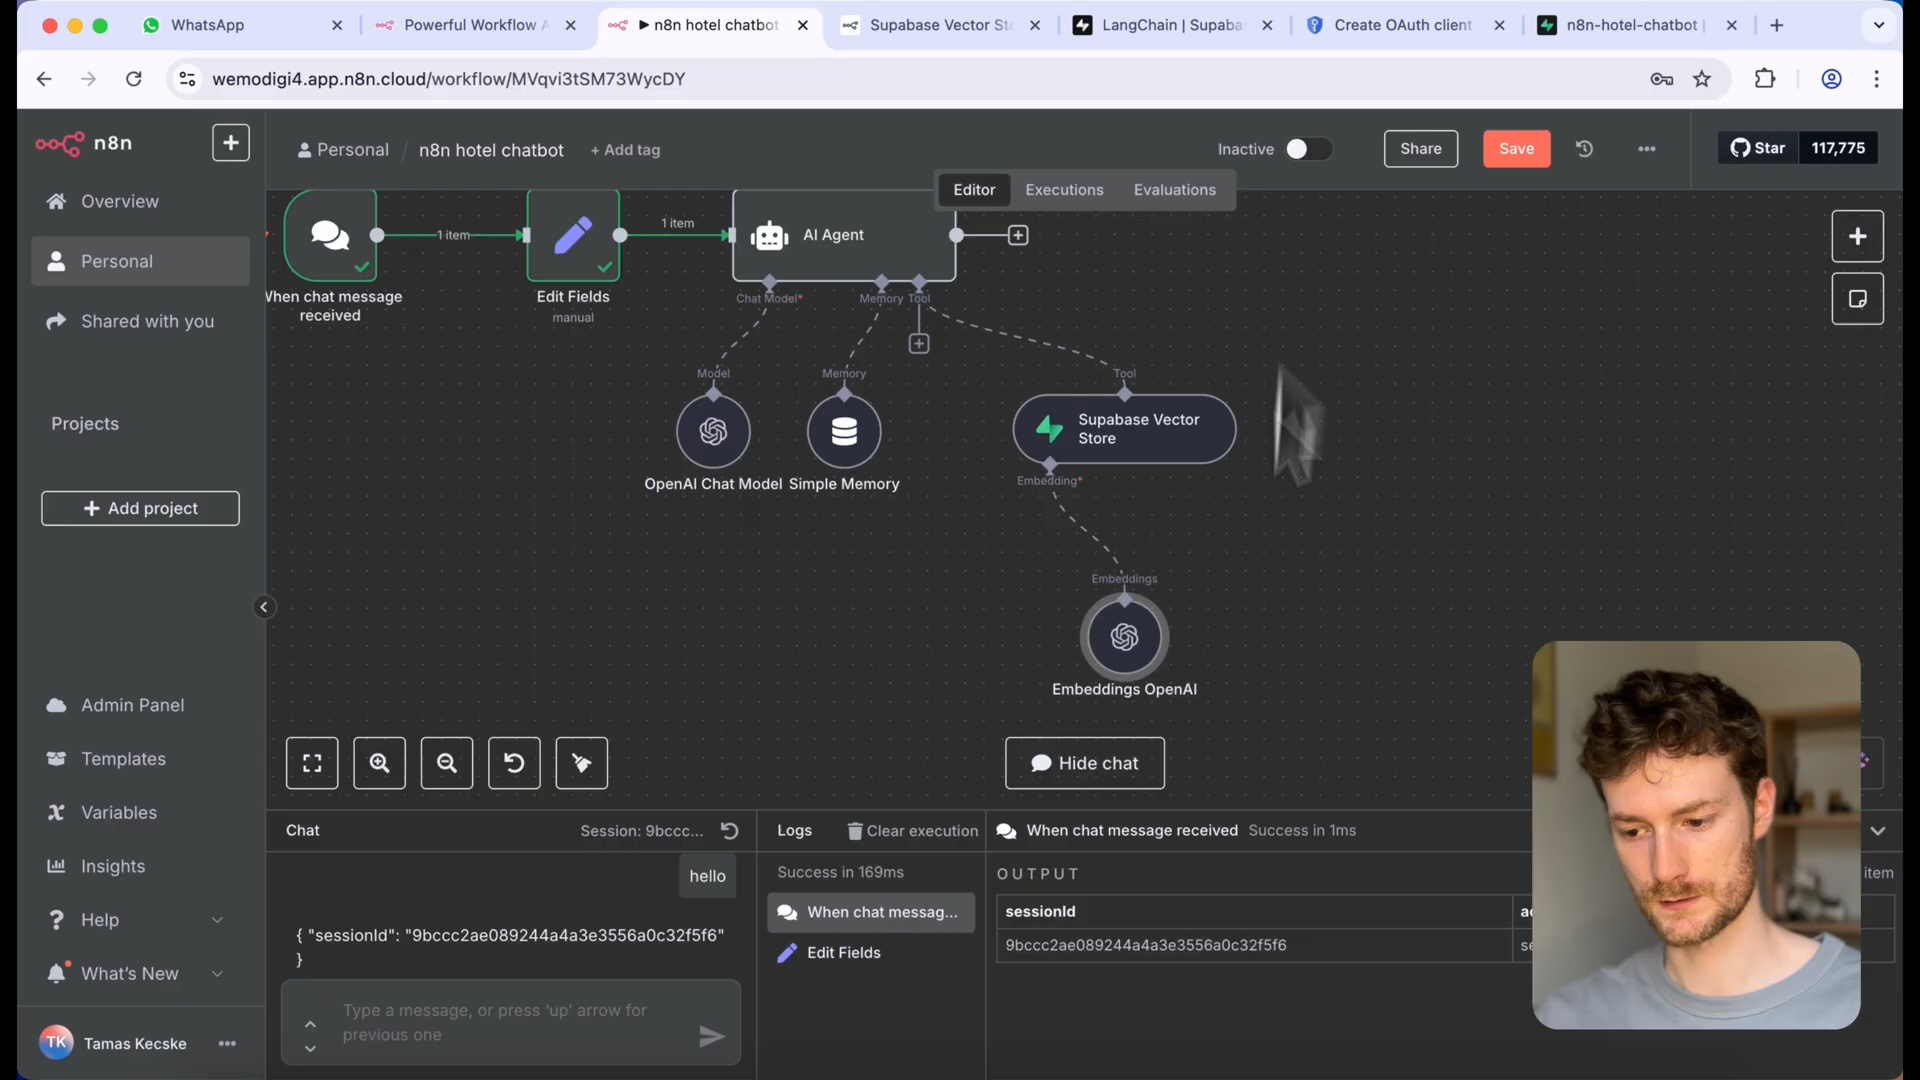 WhatsApp
Powerful Workflow A
▶ n8n hotel chatbot
Supabase Vector Sto
LangChain | Supaba
Create OAuth client
n8n-hotel-chatbot |
wemodigi4.app.n8n.cloud/workflow/MVqvi3tSM73WycDY
n8n
Personal / n8n hotel chatbot + Add tag
Inactive
Share
Save
Star 117,775
Editor Executions Evaluations
Overview
Personal
Shared with you
Projects
Add project
Admin Panel
Templates
Variables
Insights
Help
What's New
TK Tamas Kecske
1 item
1 item
AI Agent
When chat message
received
Edit Fields
manual
Chat Model*
Memory
Tool
Model
Memory
Tool
OpenAI Chat Model
Simple Memory
Supabase Vector
Store
Embedding*
Embeddings
Embeddings OpenAI
Hide chat
Chat
Session: 9bccc...
hello
{ "sessionId": "9bccc2ae089244a4a3e3556a0c32f5f6"
}
Type a message, or press 'up' arrow for
previous one
Logs
Clear execution
Success in 169ms
When chat messag...
Edit Fields
When chat message received Success in 1ms
OUTPUT
item
sessionId
9bccc2ae089244a4a3e3556a0c32f5f6